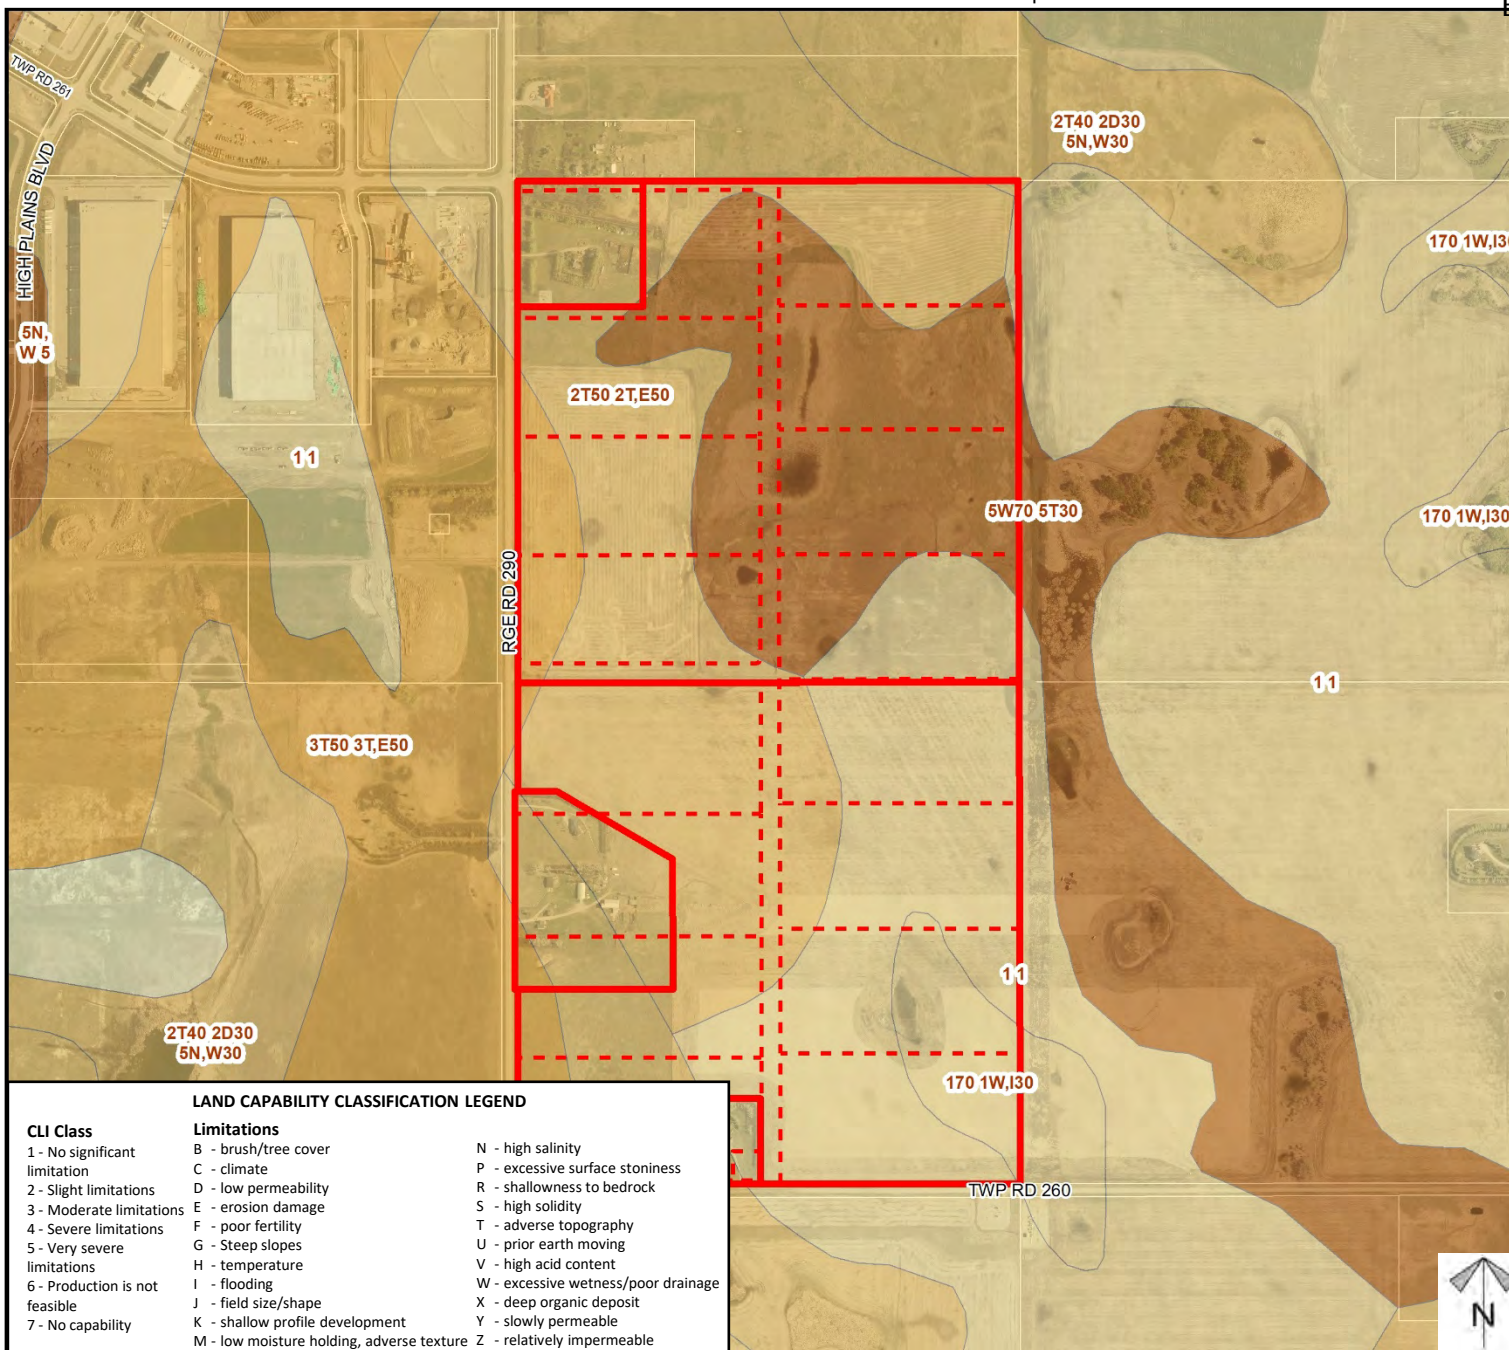 TWP RD 261
HIGH PLAINS BLVD
2T40 2D30
5N,W30
170 1W,I30
5N,
W 5
2T50 2T,E50
1 1
5W70 5T30
170 1W,I30
RGE RD 290
1 1
3T50 3T,E50
1 1
2T40 2D30
5N,W30
170 1W,I30
TWP RD 260
LAND CAPABILITY CLASSIFICATION LEGEND
CLI Class
1 - No significant
limitation
2 - Slight limitations
3 - Moderate limitations
4 - Severe limitations
5 - Very severe
limitations
6 - Production is not
feasible
7 - No capability
Limitations
B - brush/tree cover
C - climate
D - low permeability
E - erosion damage
F - poor fertility
G - Steep slopes
H - temperature
I - flooding
J - field size/shape
K - shallow profile development
M - low moisture holding, adverse texture
N - high salinity
P - excessive surface stoniness
R - shallowness to bedrock
S - high solidity
T - adverse topography
U - prior earth moving
V - high acid content
W - excessive wetness/poor drainage
X - deep organic deposit
Y - slowly permeable
Z - relatively impermeable
N